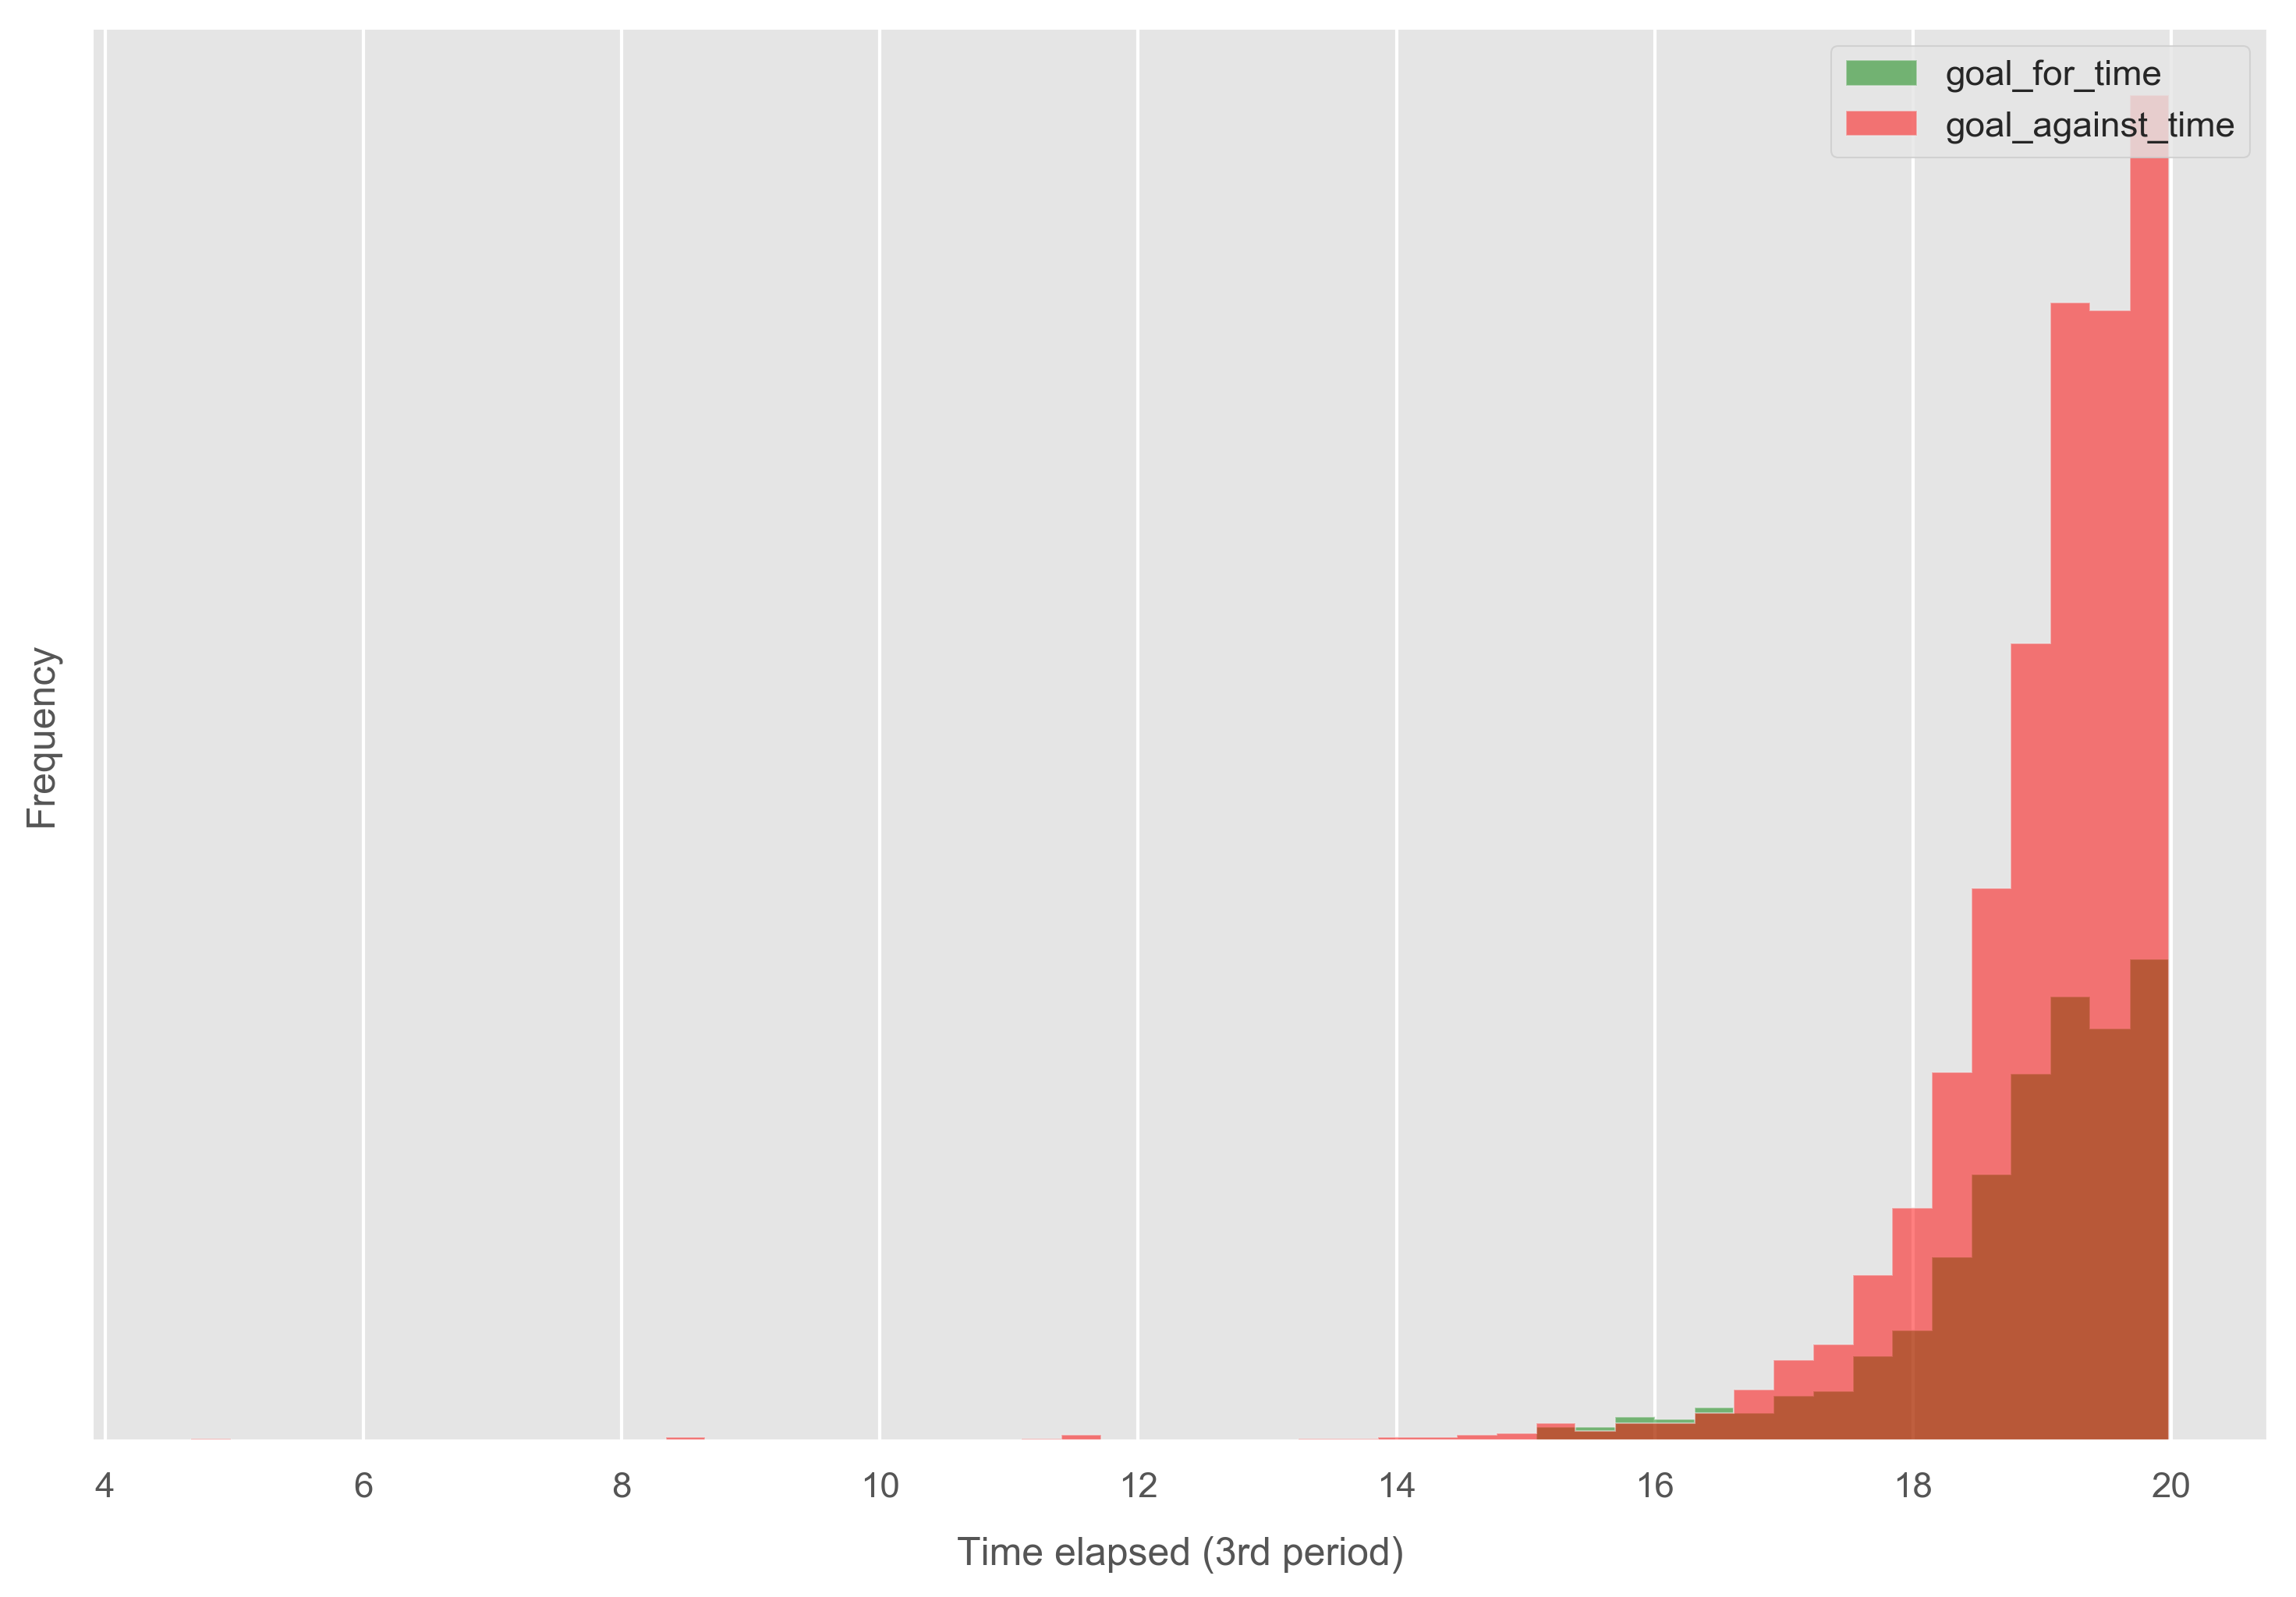 goal_for_time
goal_against_time
Frequency
4 6 8 10 12 14 16 18 20
Time elapsed (3rd period)